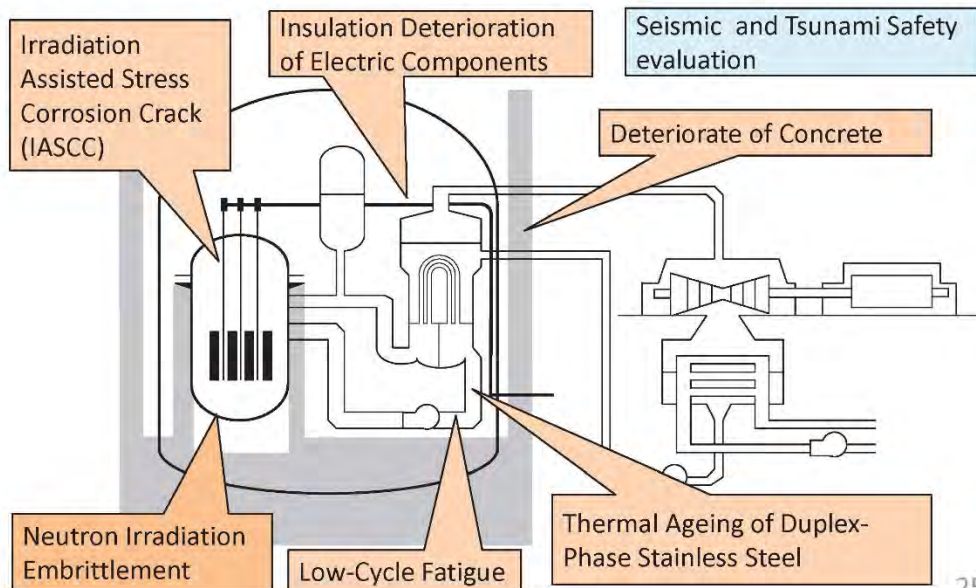 Irradiation
Assisted Stress
Corrosion Crack
(IASCC)
Insulation Deterioration
of Electric Components
Seismic and Tsunami Safety
evaluation
Deteriorate of Concrete
Neutron Irradiation
Embrittlement
Low-Cycle Fatigue
Thermal Ageing of Duplex-
Phase Stainless Steel